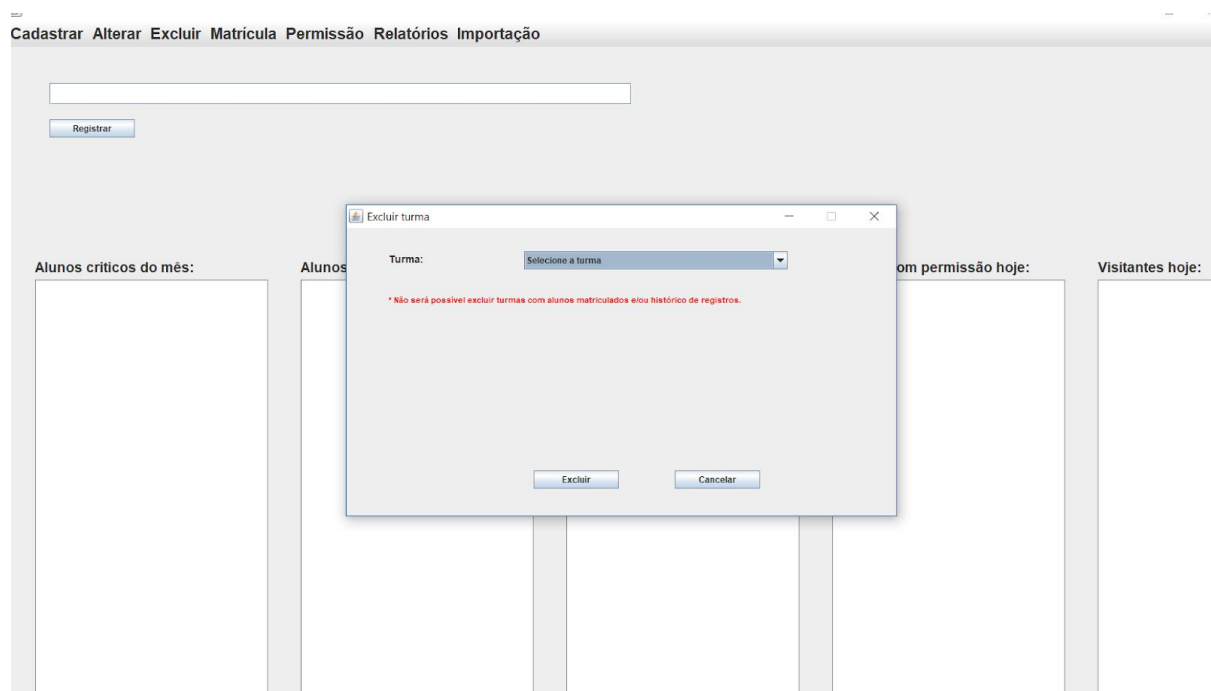 Cadastrar Alterar Excluir Matrícula Permissão Relatórios Importação
Registrar
Excluir turma
Turma:
Selecione a turma
* Não será possível excluir turmas com alunos matriculados e/ou histórico de registros.
Excluir
Cancelar
Alunos criticos do mês:
Alunos
om permissão hoje:
Visitantes hoje: